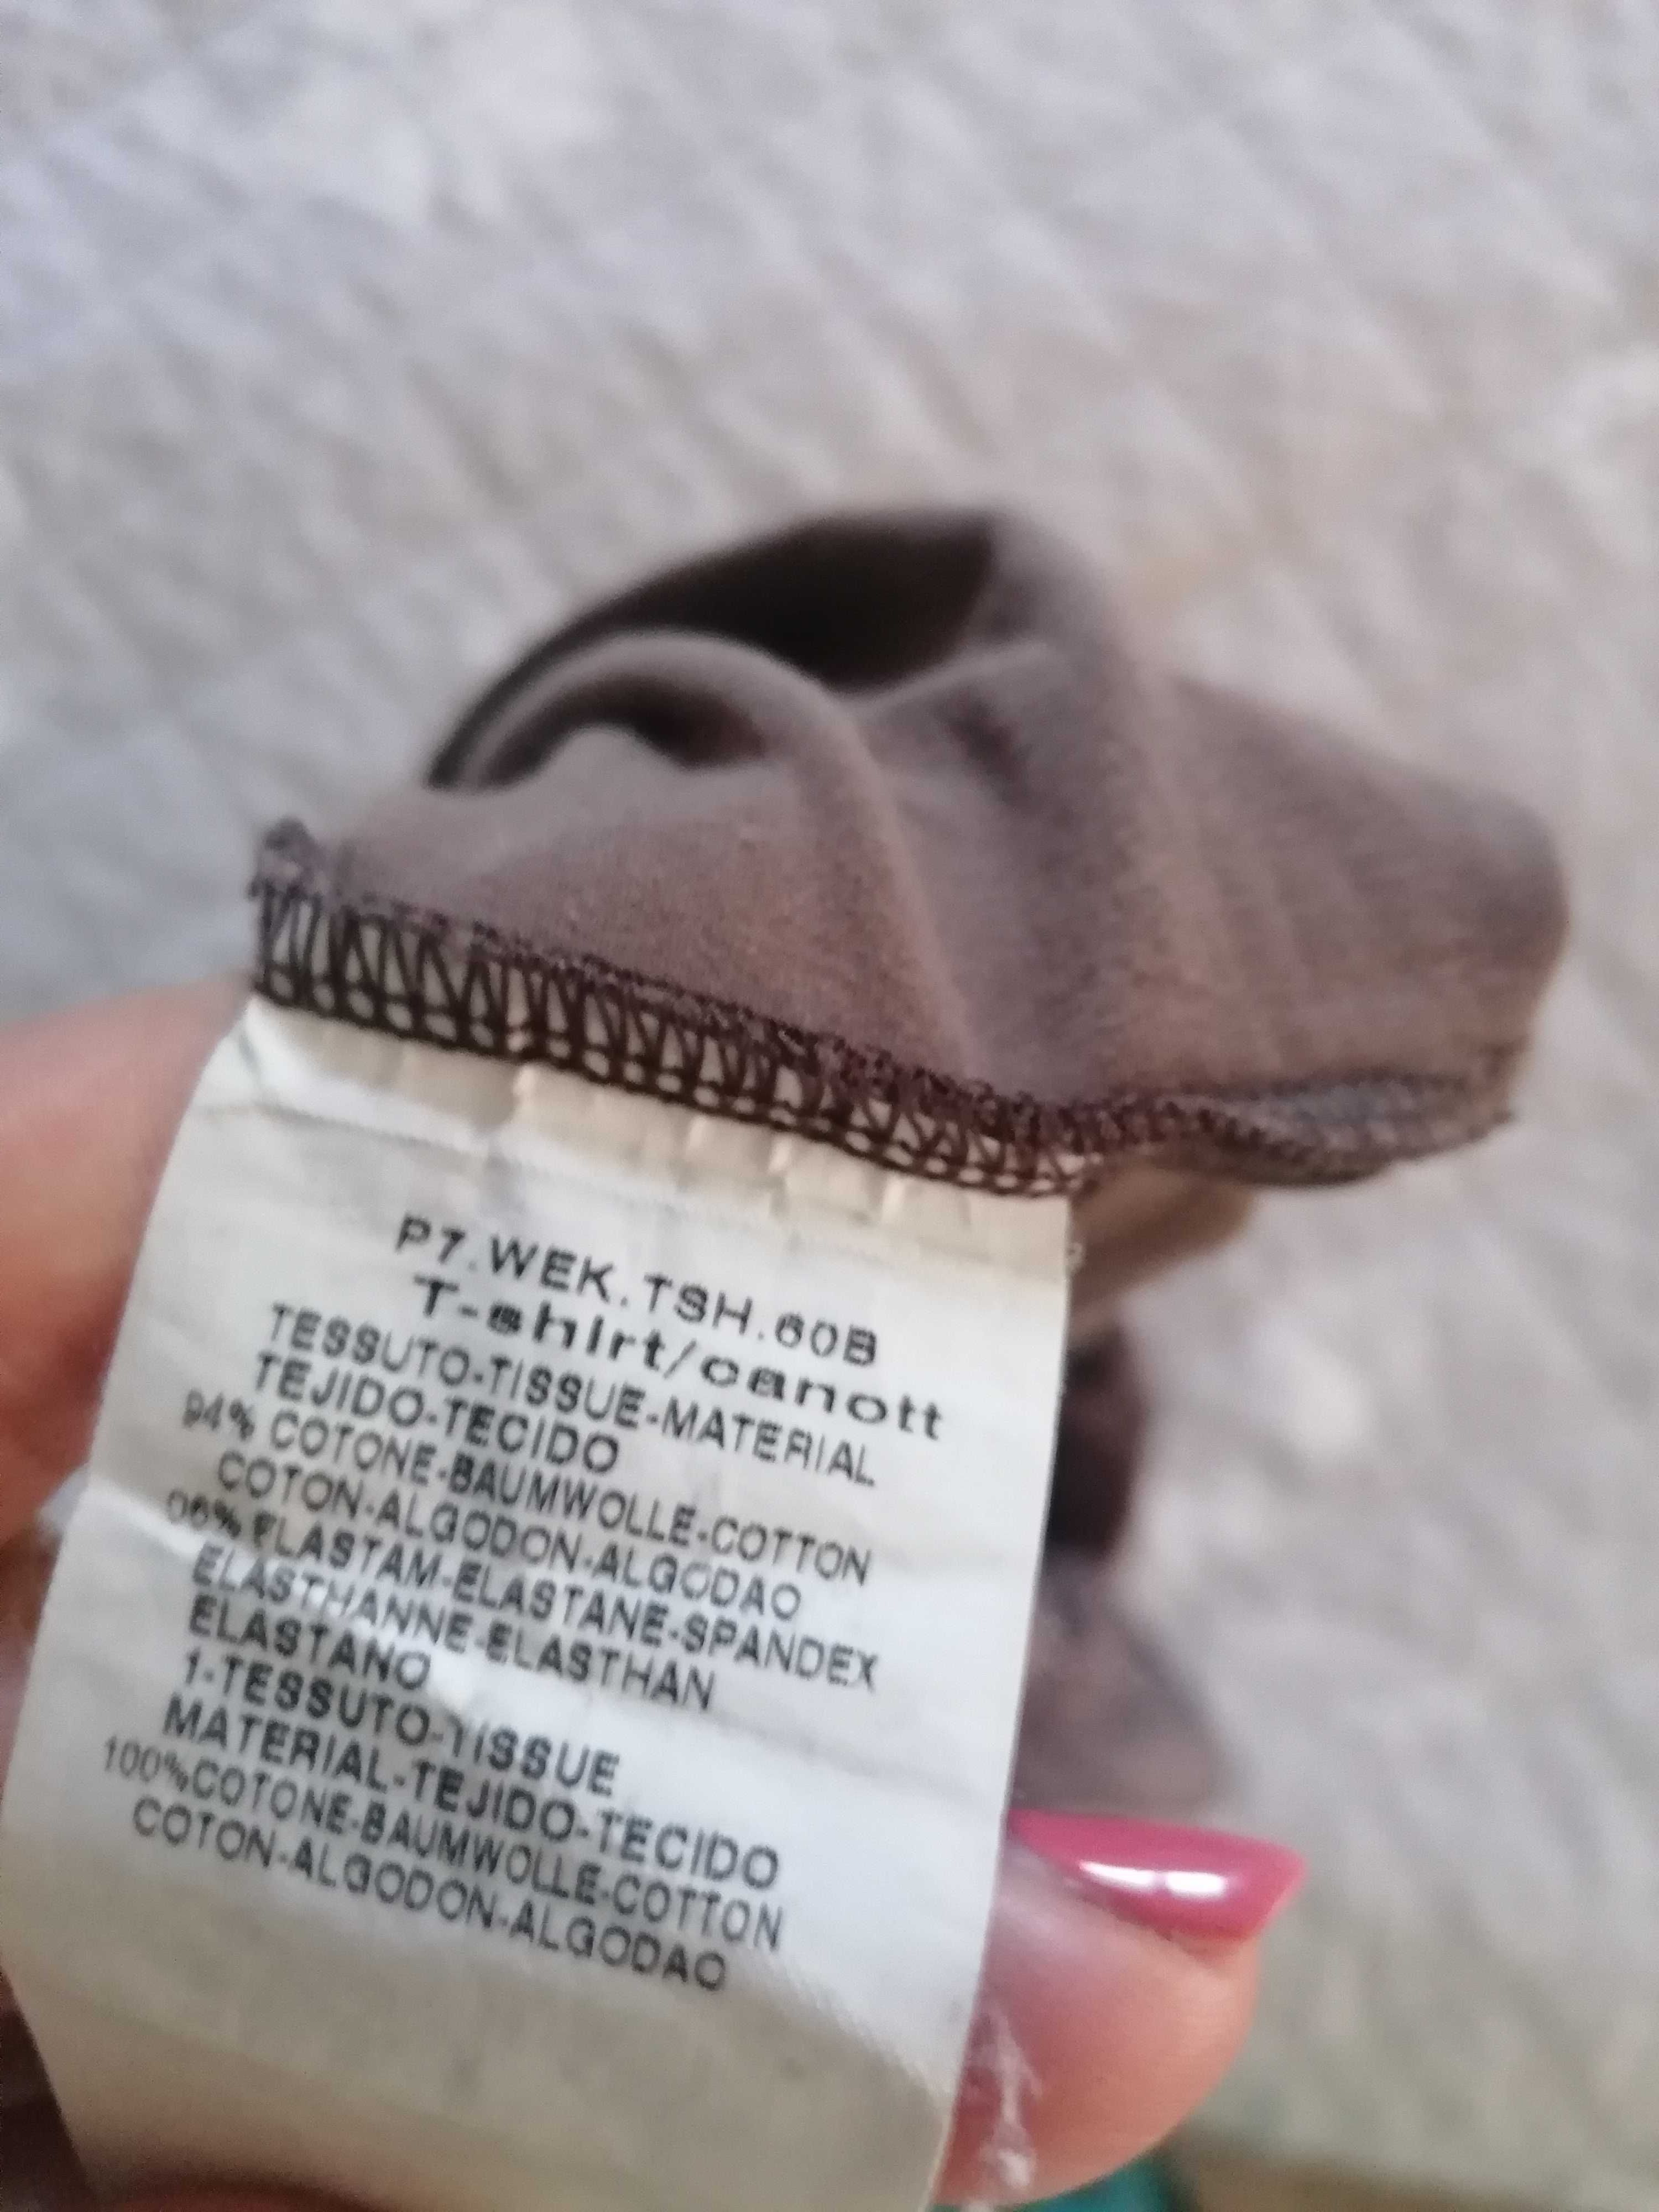 P7.WEK.TSH.60B
T-shirt/canott
TESSUTO-TISSUE-MATERIAL
TEJIDO-TECIDO
94% COTONE-BAUMWOLLE-COTTON
COTON-ALGODON-ALGODAO
06% ELASTAM-ELASTANE-SPANDEX
ELASTHANNE-ELASTHAN
ELASTANO
1-TESSUTO-TISSUE
MATERIAL-TEJIDO-TECIDO
100%COTONE-BAUMWOLLE-COTTON
COTON-ALGODON-ALGODAO